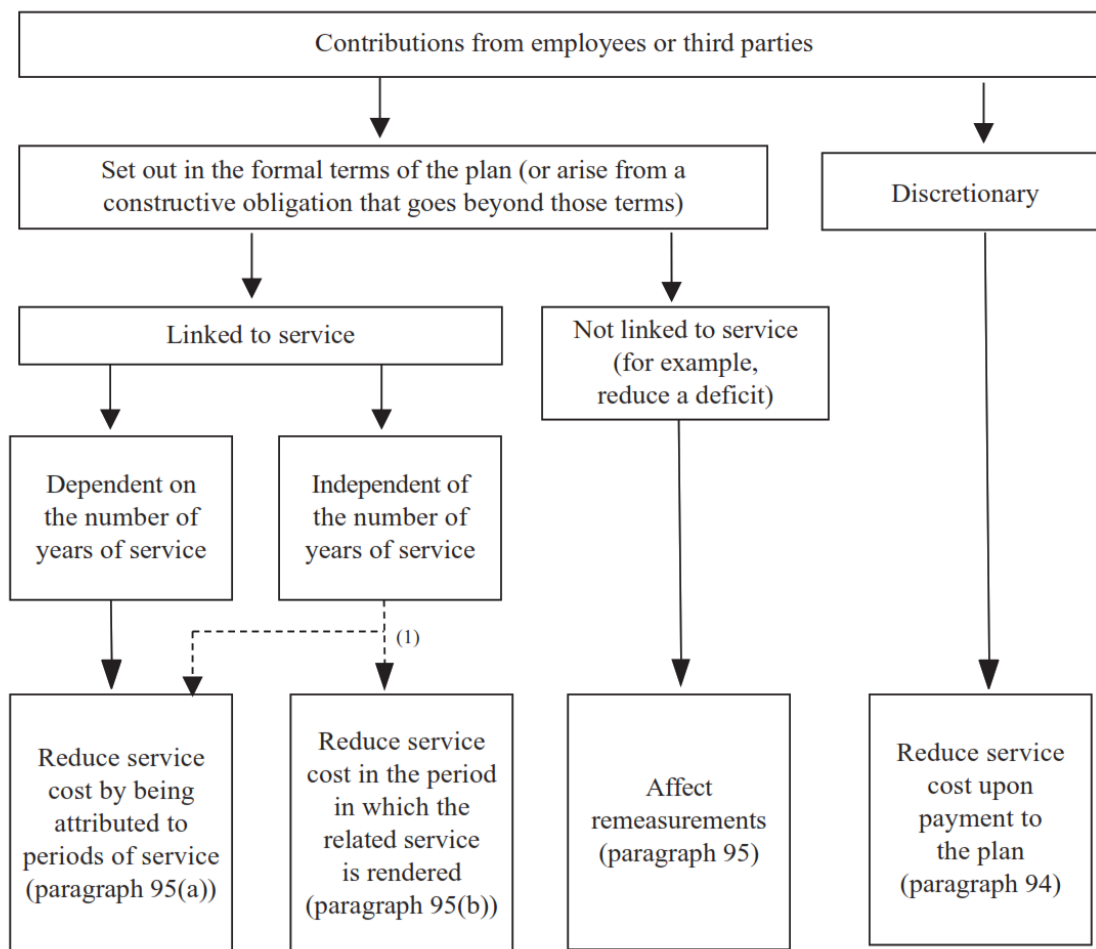 Contributions from employees or third parties
Set out in the formal terms of the plan (or arise from a
constructive obligation that goes beyond those terms)
Discretionary
Linked to service
Not linked to service
(for example,
reduce a deficit)
Dependent on
the number of
years of service
Independent of
the number of
years of service
(1)
Reduce service
cost by being
attributed to
periods of service
(paragraph 95(a))
Reduce service
cost in the period
in which the
related service
is rendered
(paragraph 95(b))
Affect
remeasurements
(paragraph 95)
Reduce service
cost upon
payment to
the plan
(paragraph 94)